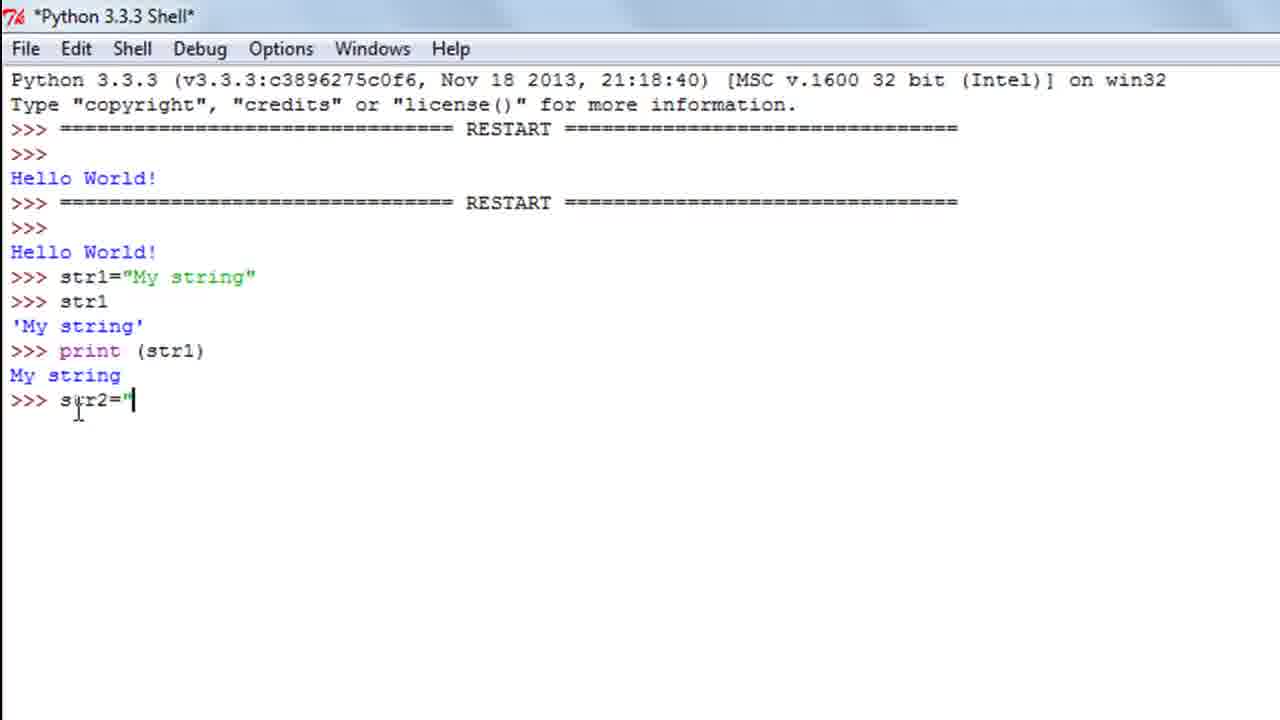 *Python 3.3.3 Shell*
File Edit Shell Debug Options Windows Help
Python 3.3.3 (v3.3.3:c3896275c0f6, Nov 18 2013, 21:18:40) [MSC v.1600 32 bit (Intel)] on win32
Type "copyright", "credits" or "license()" for more information.
>>> ================================ RESTART ================================
>>>
Hello World!
>>> ================================ RESTART ================================
>>>
Hello World!
>>> str1="My string"
>>> str1
'My string'
>>> print (str1)
My string
>>> str2="